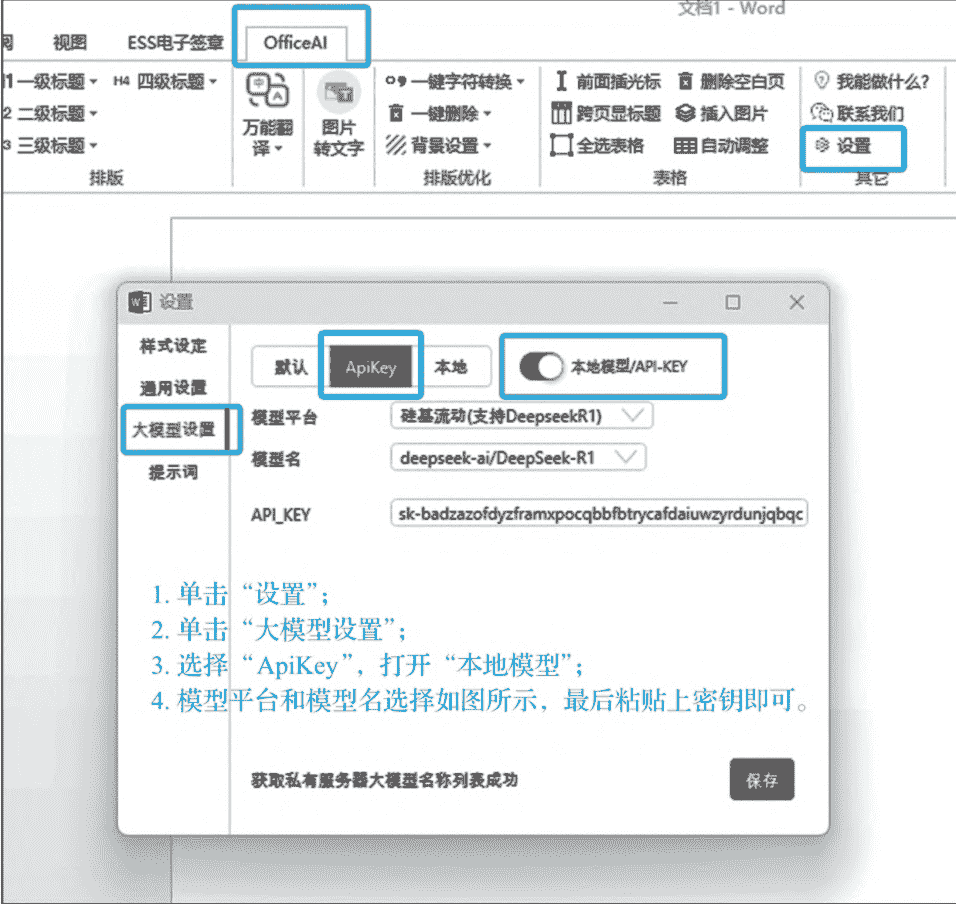 文档1 - Word
阅 视图 ESS电子签章 OfficeAI
H1 一级标题 H4 四级标题
2 二级标题
3 三级标题
排版
万能翻
译
图片
转文字
一键字符转换
一键删除
背景设置
排版优化
前面插光标 删除空白页
跨页显标题 插入图片
全选表格 自动调整
表格
我能做什么?
联系我们
设置
其它
设置
样式设定
通用设置
大模型设置
提示词
默认 ApiKey 本地 本地模型/API-KEY
模型平台 硅基流动(支持DeepseekR1)
模型名 deepseek-ai/DeepSeek-R1
API_KEY sk-badzazofdyzframxpocqbbfbtrycafdaiuwzyrdunjqbqc
1. 单击“设置”；
2. 单击“大模型设置”；
3. 选择“ApiKey”，打开“本地模型”；
4. 模型平台和模型名选择如图所示，最后粘贴上密钥即可。
获取私有服务器大模型名称列表成功
保存